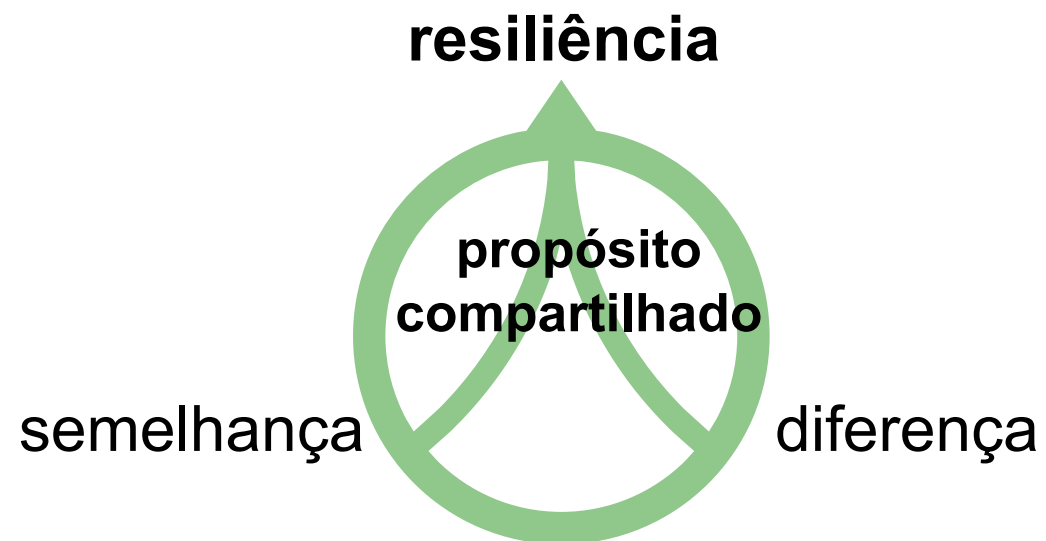 resiliência
propósito
compartilhado
semelhança
diferença